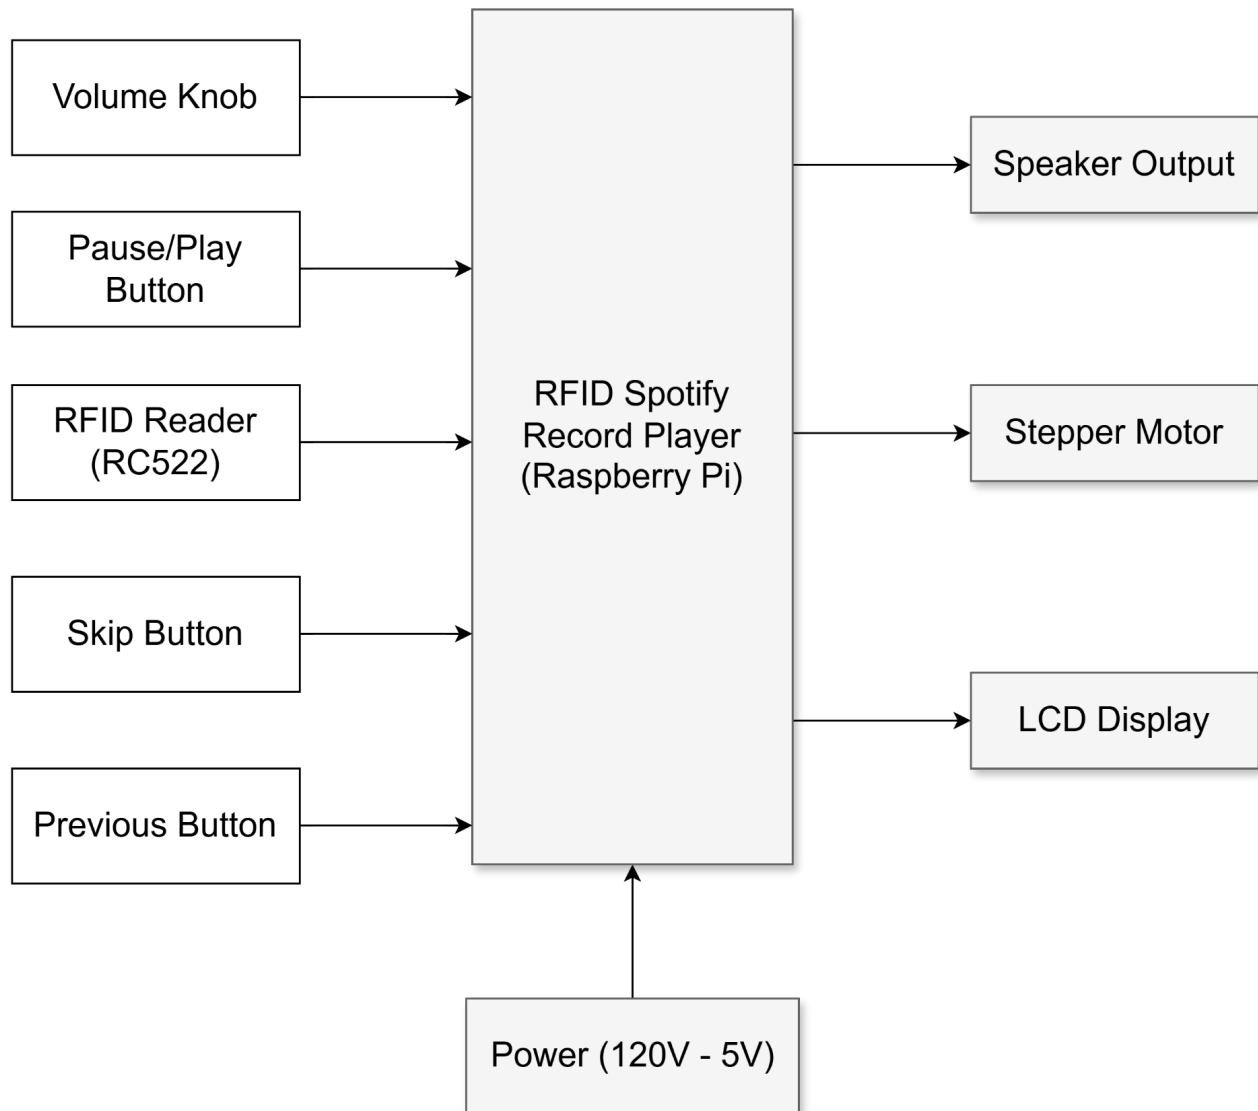 Volume Knob
Pause/Play
Button
RFID Reader
(RC522)
Skip Button
Previous Button
RFID Spotify
Record Player
(Raspberry Pi)
Speaker Output
Stepper Motor
LCD Display
Power (120V - 5V)